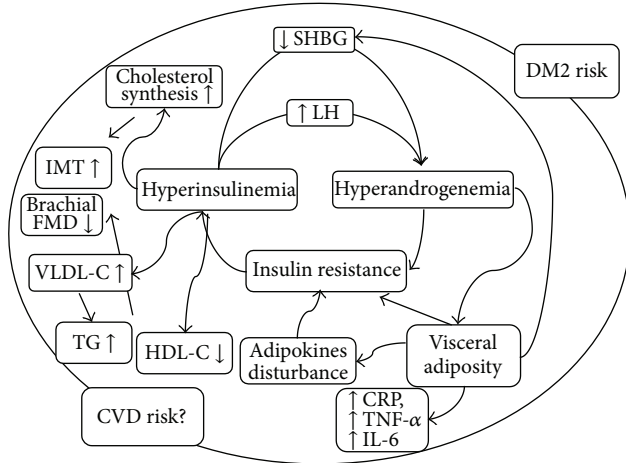 ↓ SHBG
DM2 risk
Cholesterol
synthesis ↑
↑ LH
IMT ↑
Hyperinsulinemia
Hyperandrogenemia
Brachial
FMD ↓
VLDL-C ↑
Insulin resistance
TG ↑
HDL-C ↓
Adipokines
disturbance
Visceral
adiposity
CVD risk?
↑ CRP,
↑ TNF-α
↑ IL-6